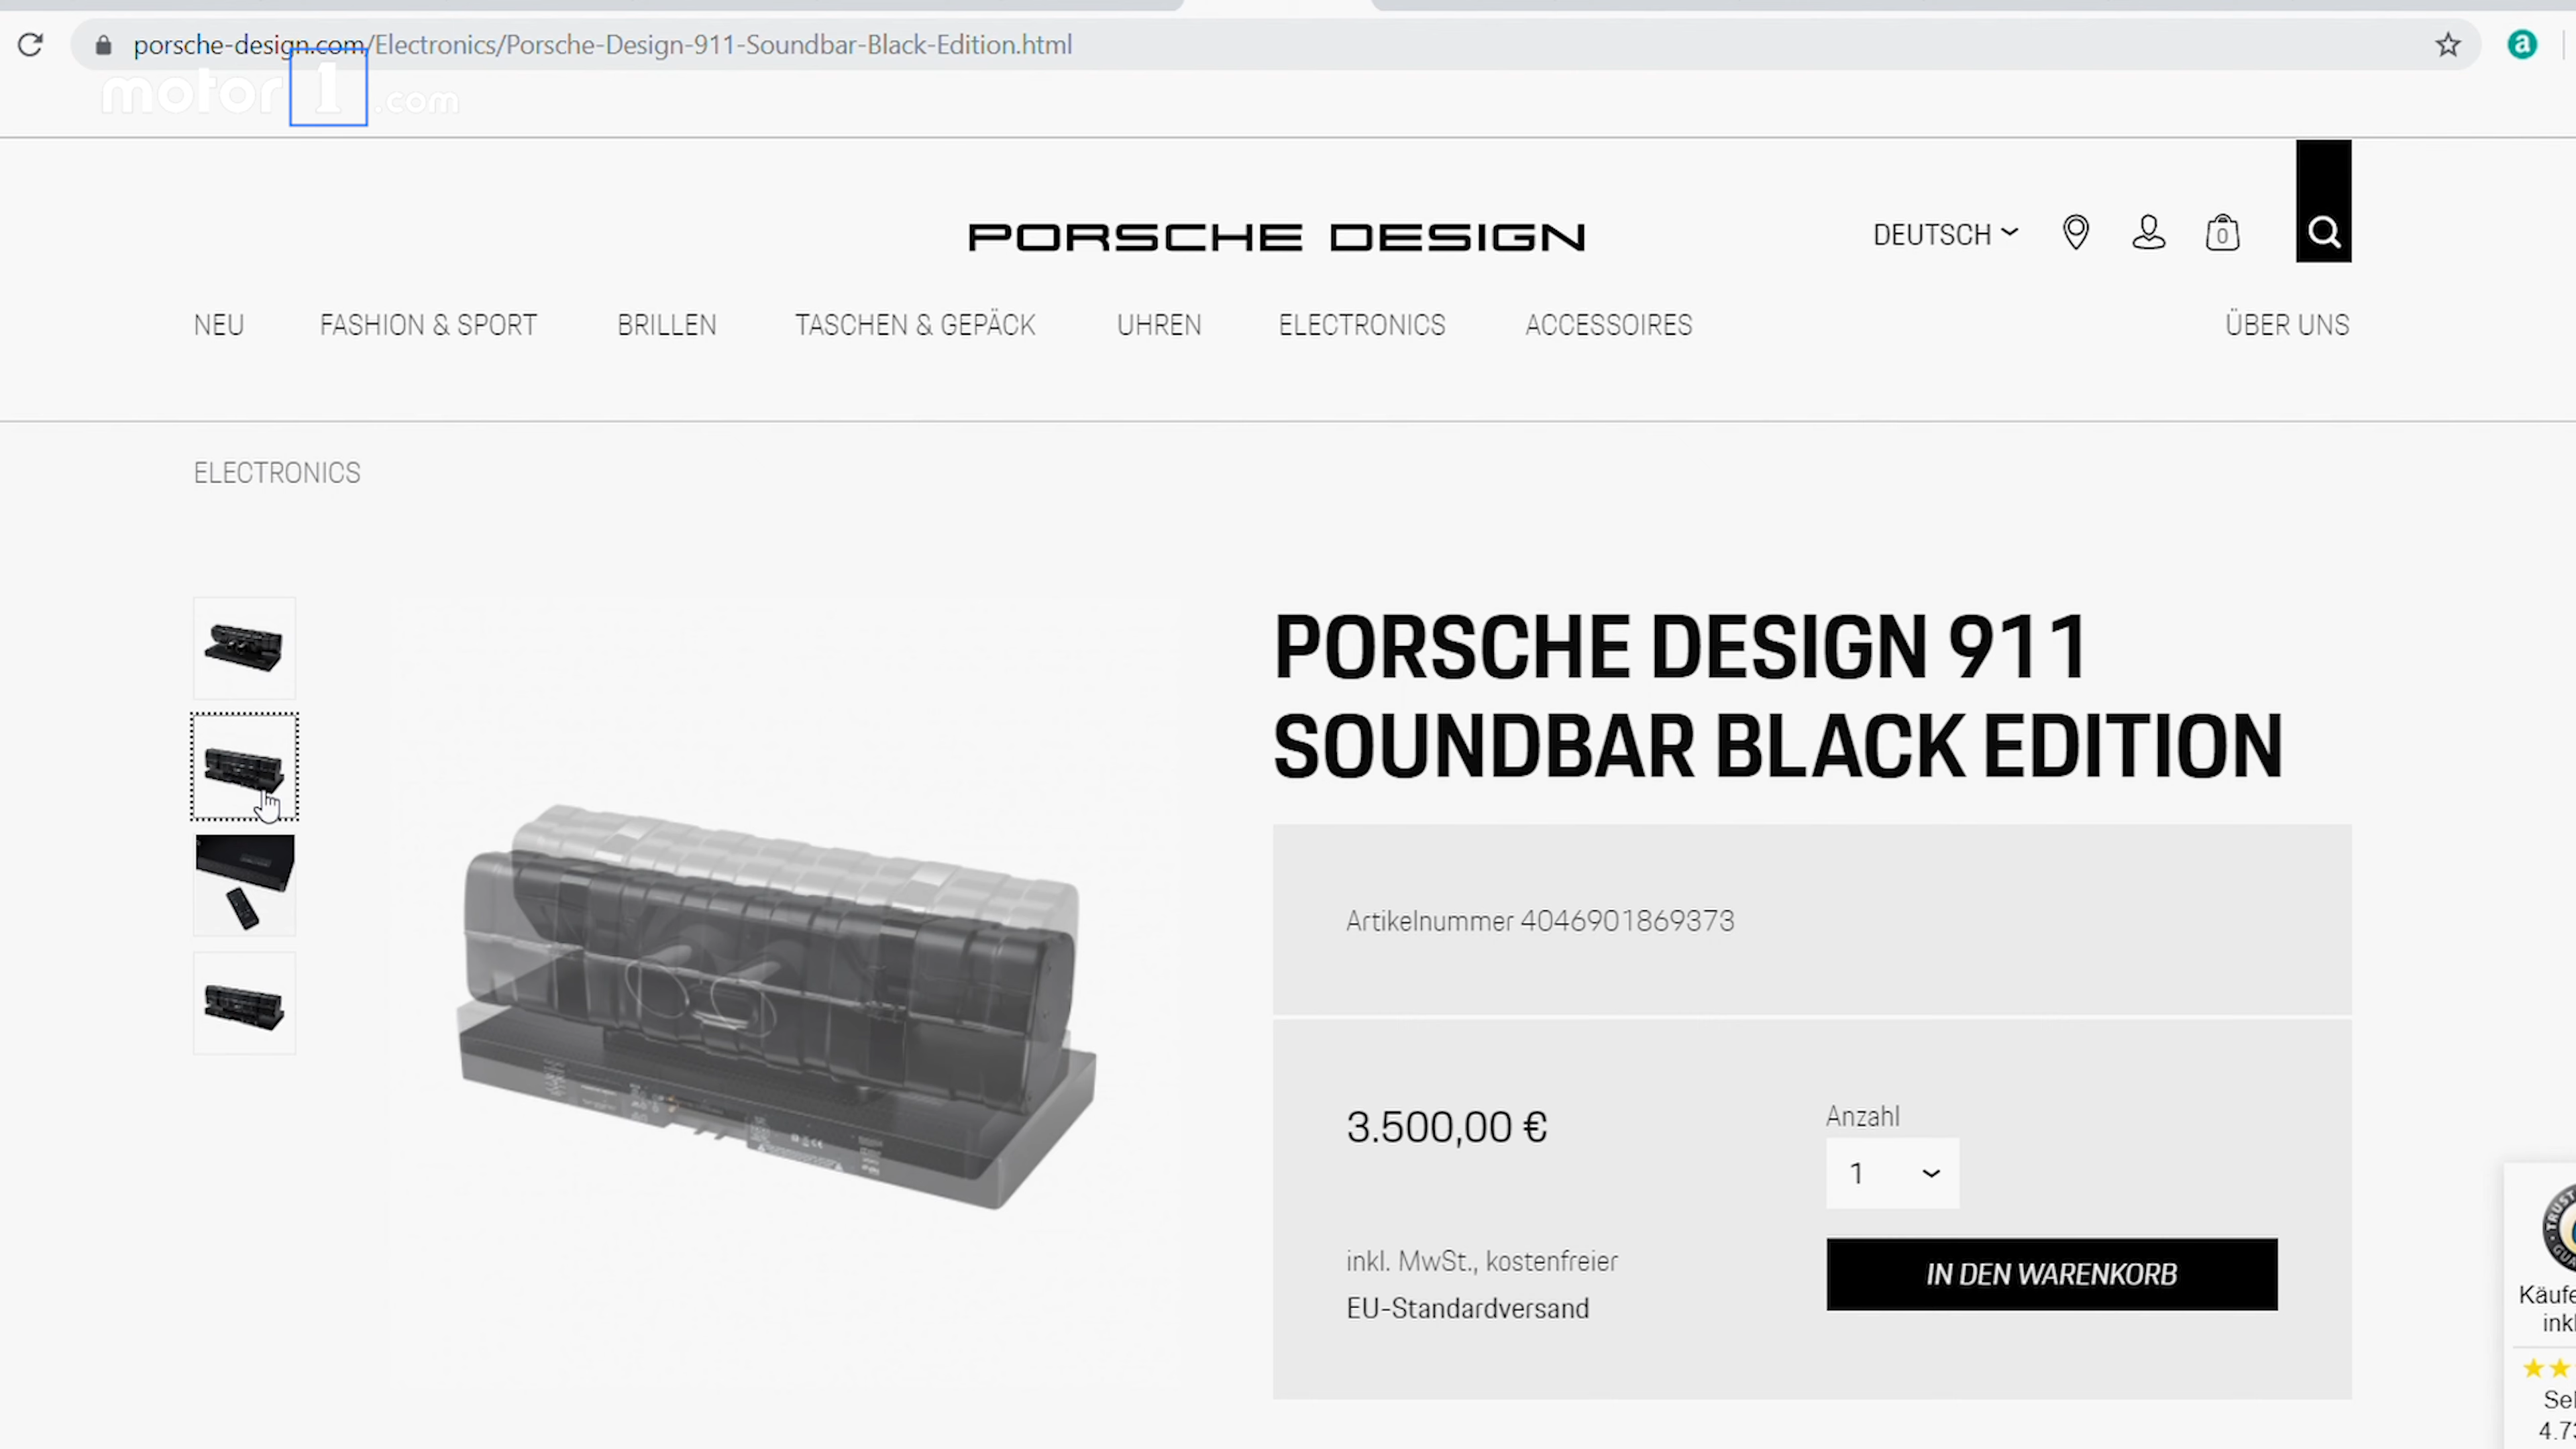 porsche-design.com/Electronics/Porsche-Design-911-Soundbar-Black-Edition.html
motor1.com
PORSCHE DESIGN
DEUTSCH
0
NEU FASHION & SPORT BRILLEN TASCHEN & GEPÄCK UHREN ELECTRONICS ACCESSOIRES ÜBER UNS
ELECTRONICS
PORSCHE DESIGN 911
SOUNDBAR BLACK EDITION
Artikelnummer 4046901869373
3.500,00 €
Anzahl
1
inkl. MwSt., kostenfreier
EU-Standardversand
IN DEN WARENKORB